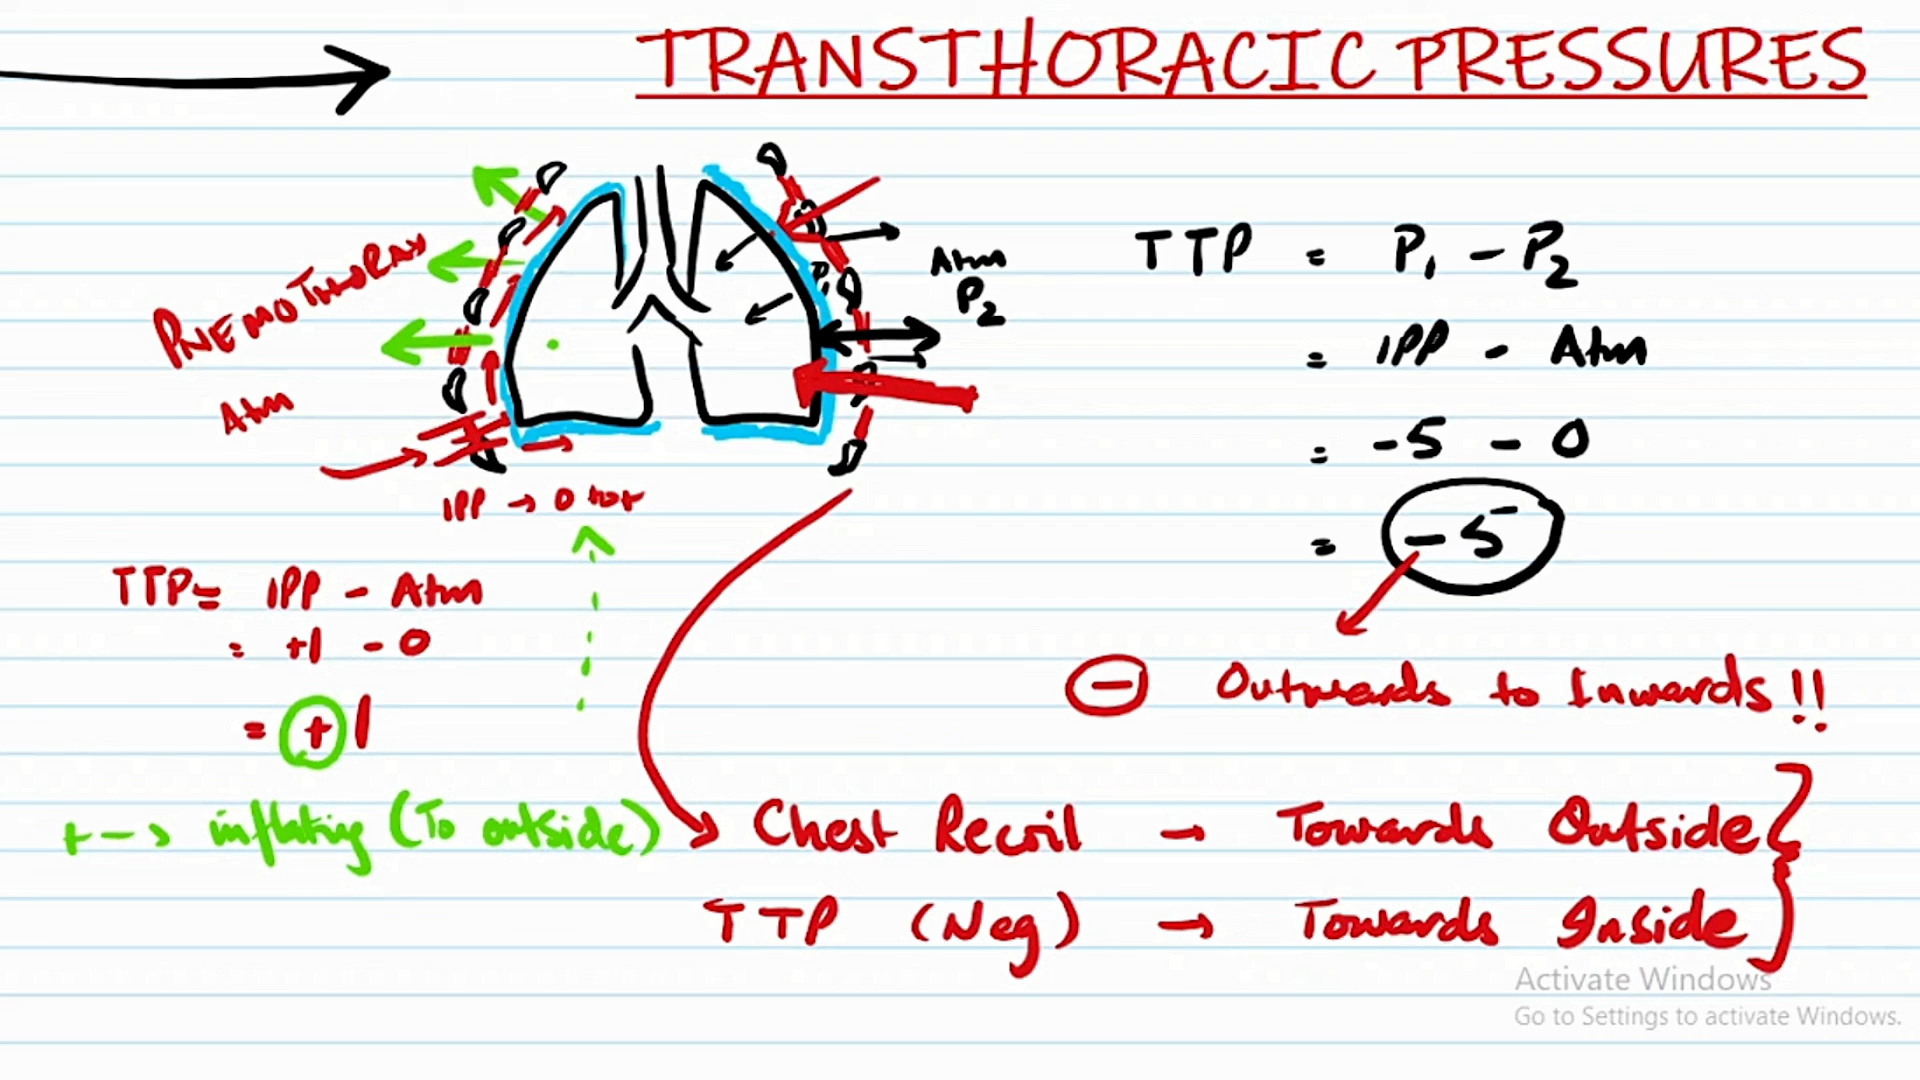 TRANSTHORACIC PRESSURES
PNEMOTHORAX
Atm
P1
Atm
P2
IPP → 0 torr
TTP = P1 - P2
= IPP - Atm
= -5 - 0
= -5
TTP = IPP - Atm
= +1 - 0
= +1
- Outwards to Inwards !!
+ --> inflating (To outside)
Chest Recoil → Towards Outside
TTP (Neg) → Towards Inside
Activate Windows
Go to Settings to activate Windows.